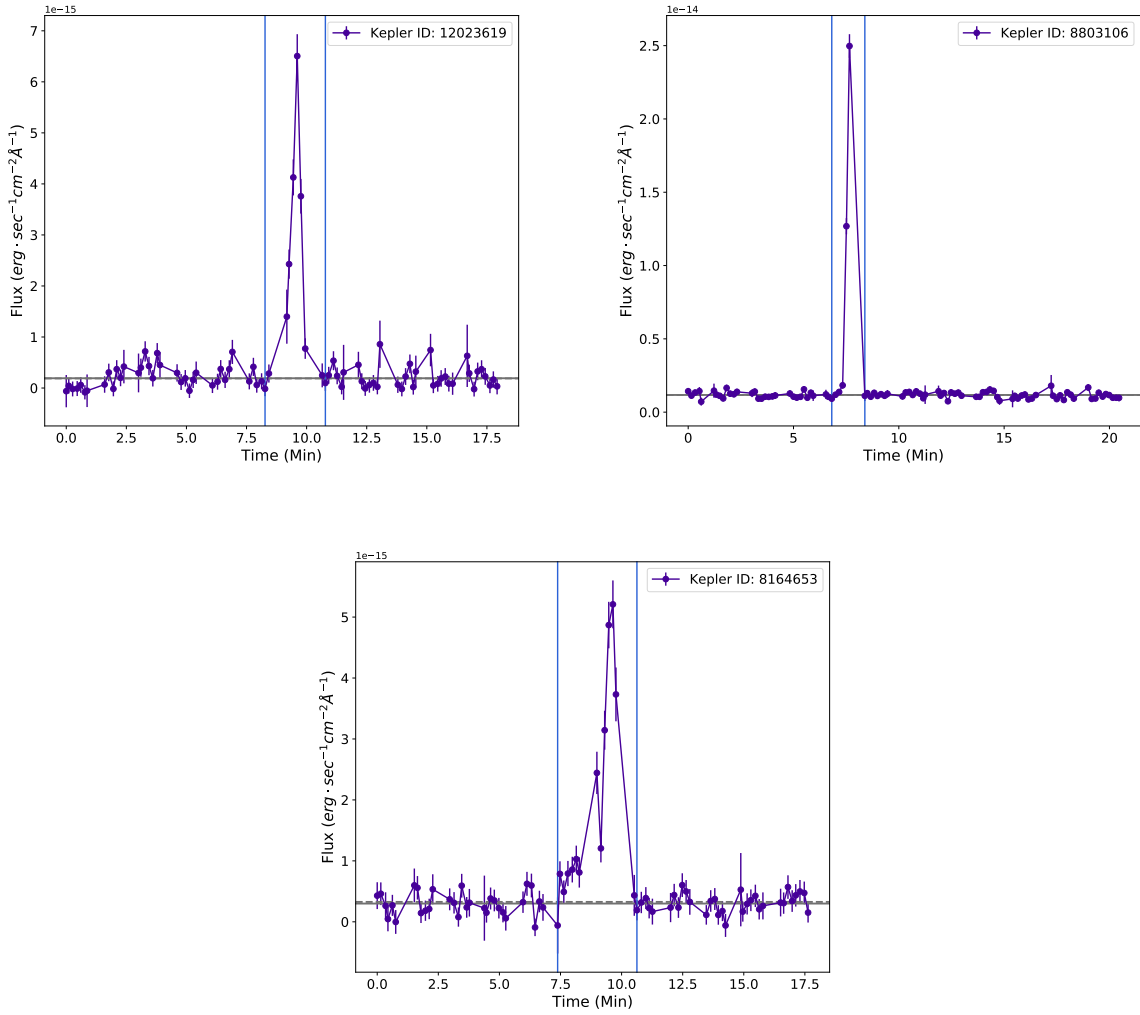 1e−15
Kepler ID: 12023619
7
6
5
4
3
2
1
0
Flux (erg · sec⁻¹cm⁻²Å⁻¹)
0.0 2.5 5.0 7.5 10.0 12.5 15.0 17.5
Time (Min)
1e−14
Kepler ID: 8803106
2.5
2.0
1.5
1.0
0.5
0.0
Flux (erg · sec⁻¹cm⁻²Å⁻¹)
0 5 10 15 20
Time (Min)
1e−15
Kepler ID: 8164653
5
4
3
2
1
0
Flux (erg · sec⁻¹cm⁻²Å⁻¹)
0.0 2.5 5.0 7.5 10.0 12.5 15.0 17.5
Time (Min)